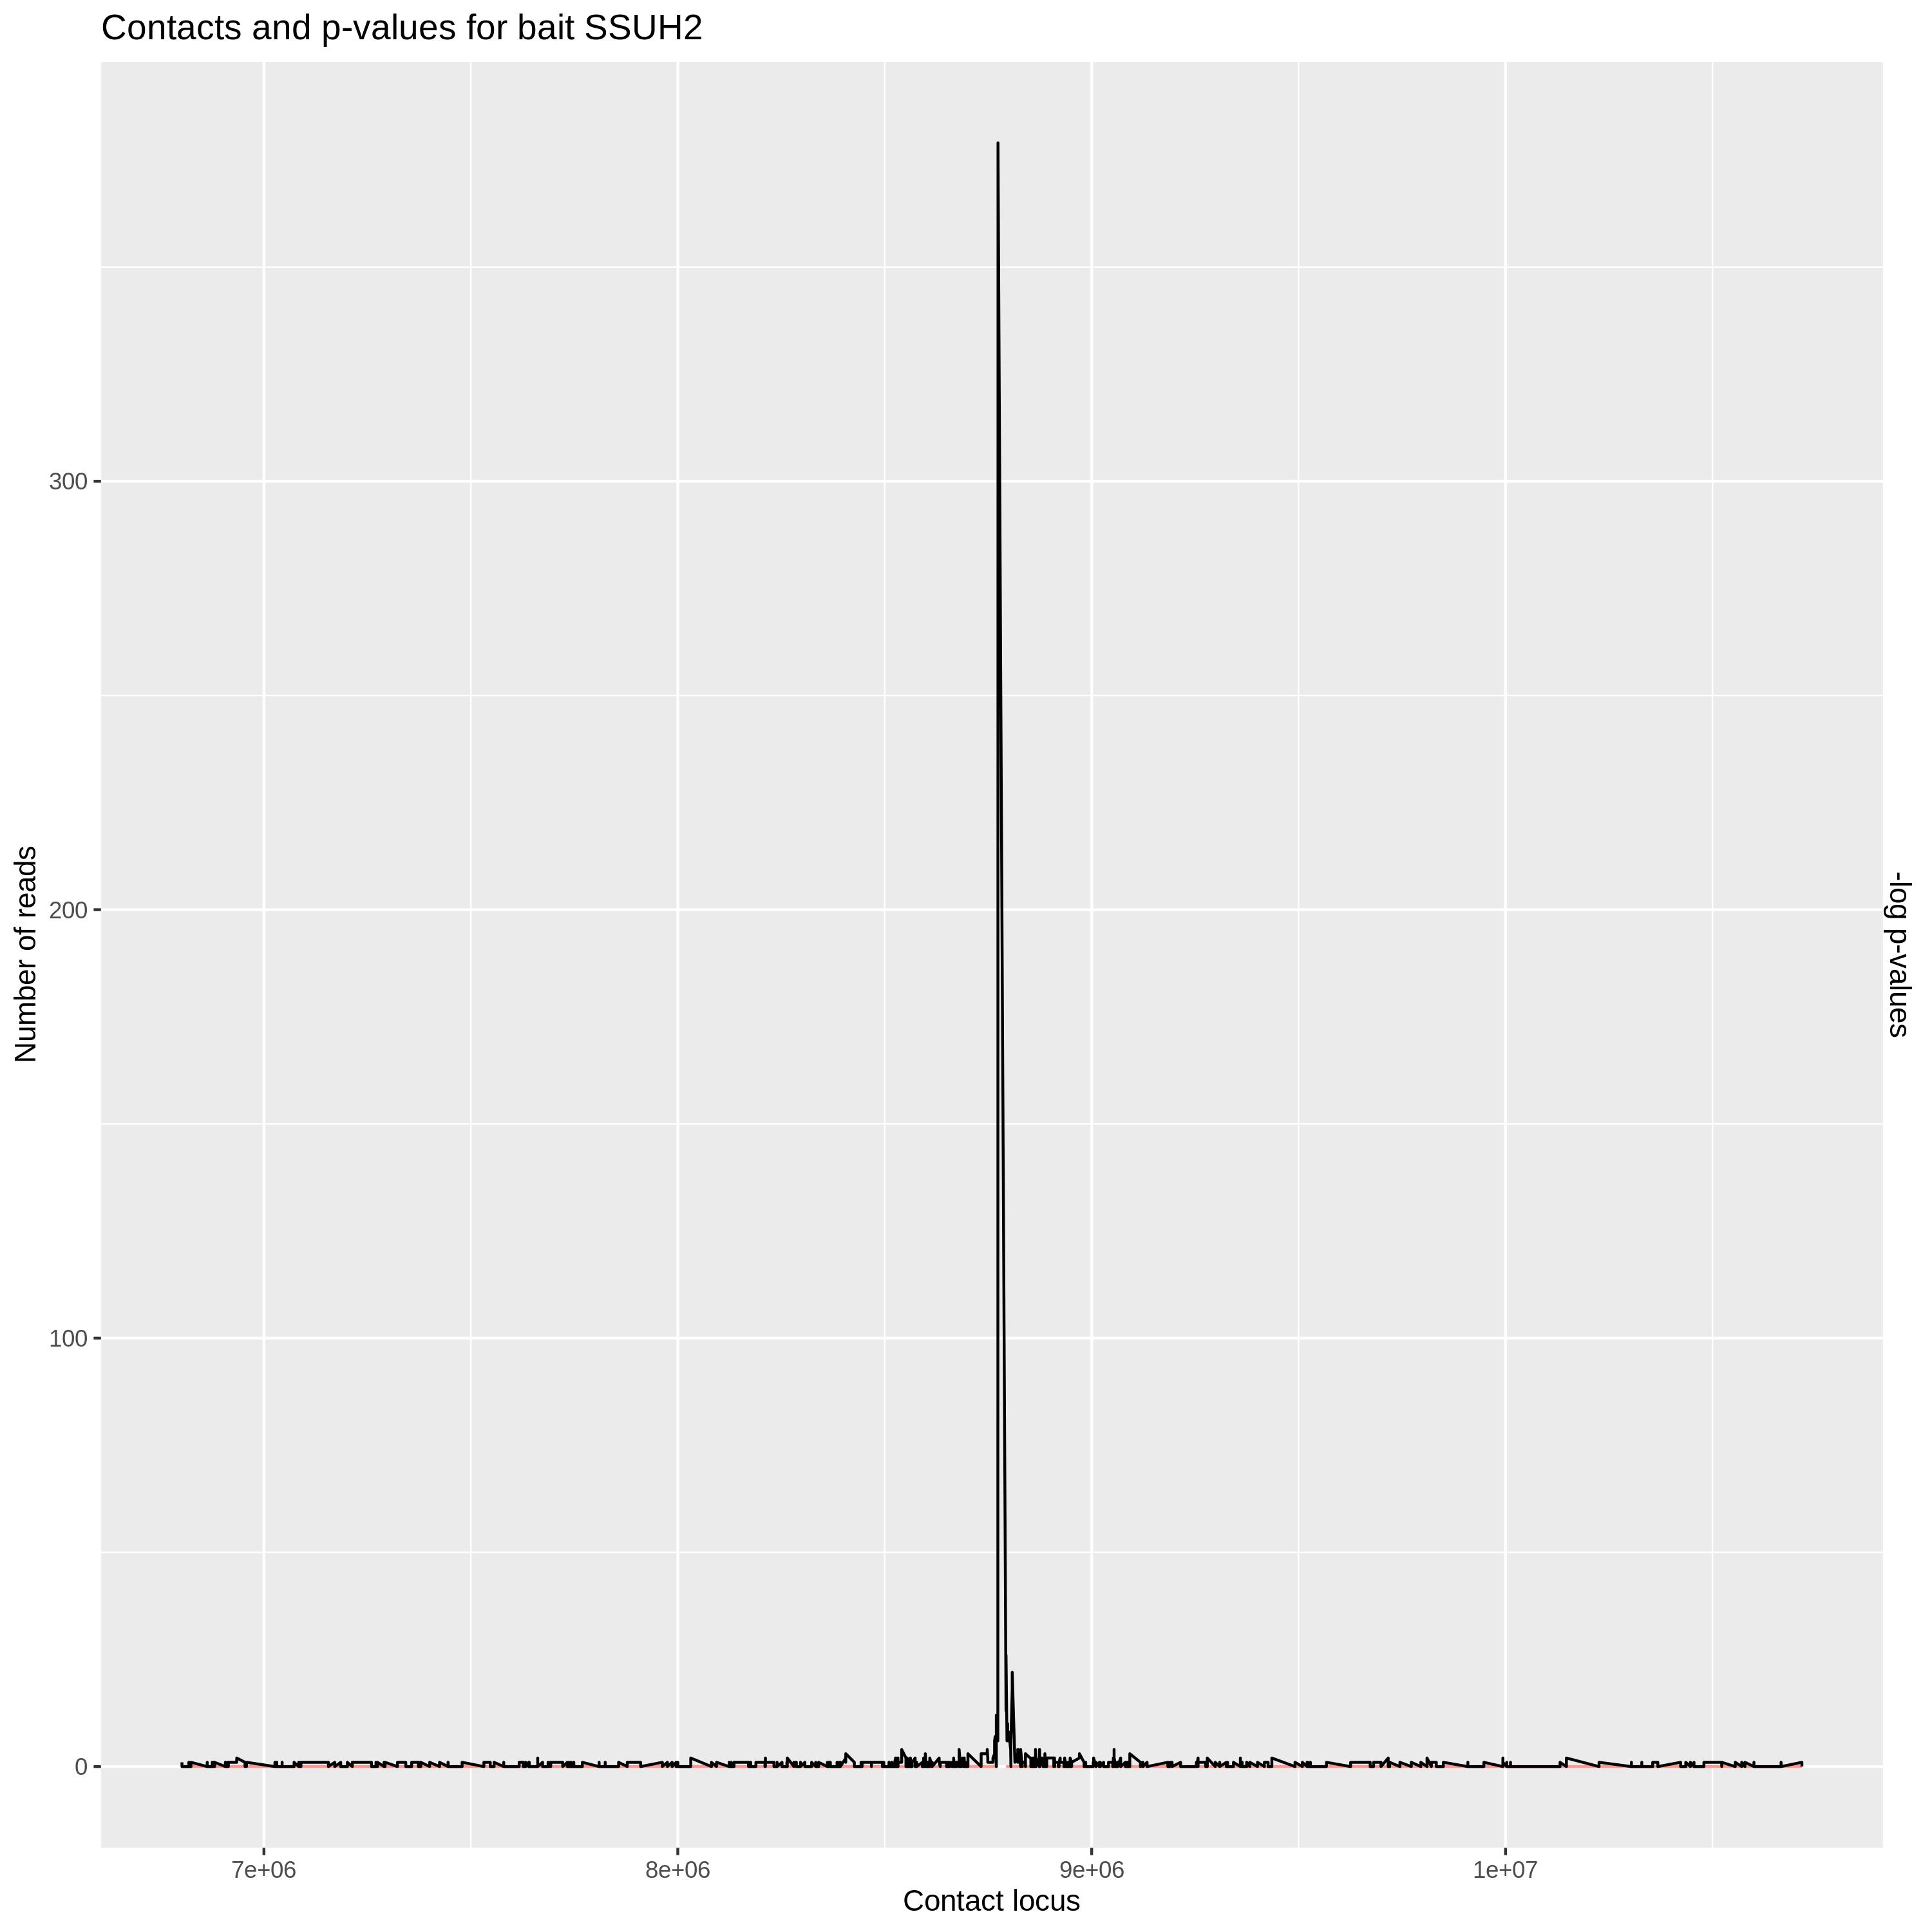 Contacts and p-values for bait SSUH2
Number of reads
300
200
100
0
-log p-values
7e+06
8e+06
9e+06
1e+07
Contact locus